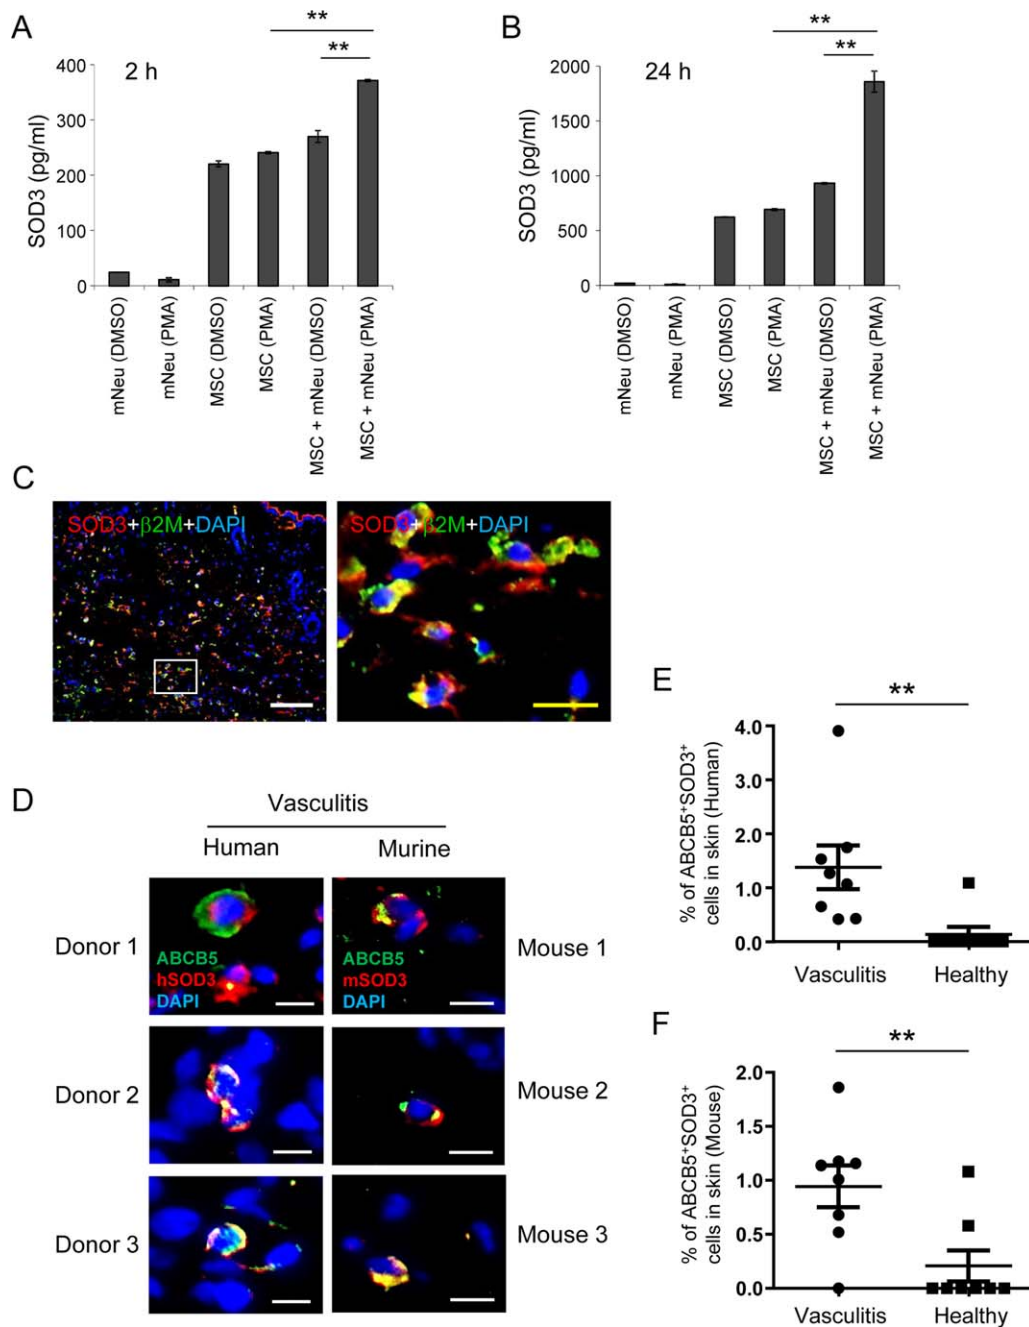 A
2 h
**
**
400
300
200
100
0
SOD3 (pg/ml)
mNeu (DMSO)
mNeu (PMA)
MSC (DMSO)
MSC (PMA)
MSC + mNeu (DMSO)
MSC + mNeu (PMA)
B
24 h
**
**
2000
1500
1000
500
0
SOD3 (pg/ml)
mNeu (DMSO)
mNeu (PMA)
MSC (DMSO)
MSC (PMA)
MSC + mNeu (DMSO)
MSC + mNeu (PMA)
C
SOD3+β2M+DAPI
SOD3+β2M+DAPI
D
Vasculitis
Human
Murine
Donor 1
ABCB5
hSOD3
DAPI
ABCB5
mSOD3
DAPI
Mouse 1
Donor 2
Mouse 2
Donor 3
Mouse 3
E
**
4.0
3.0
2.0
1.0
0.0
% of ABCB5⁺SOD3⁺
cells in skin (Human)
Vasculitis
Healthy
F
**
2.0
1.5
1.0
0.5
0.0
% of ABCB5⁺SOD3⁺
cells in skin (Mouse)
Vasculitis
Healthy